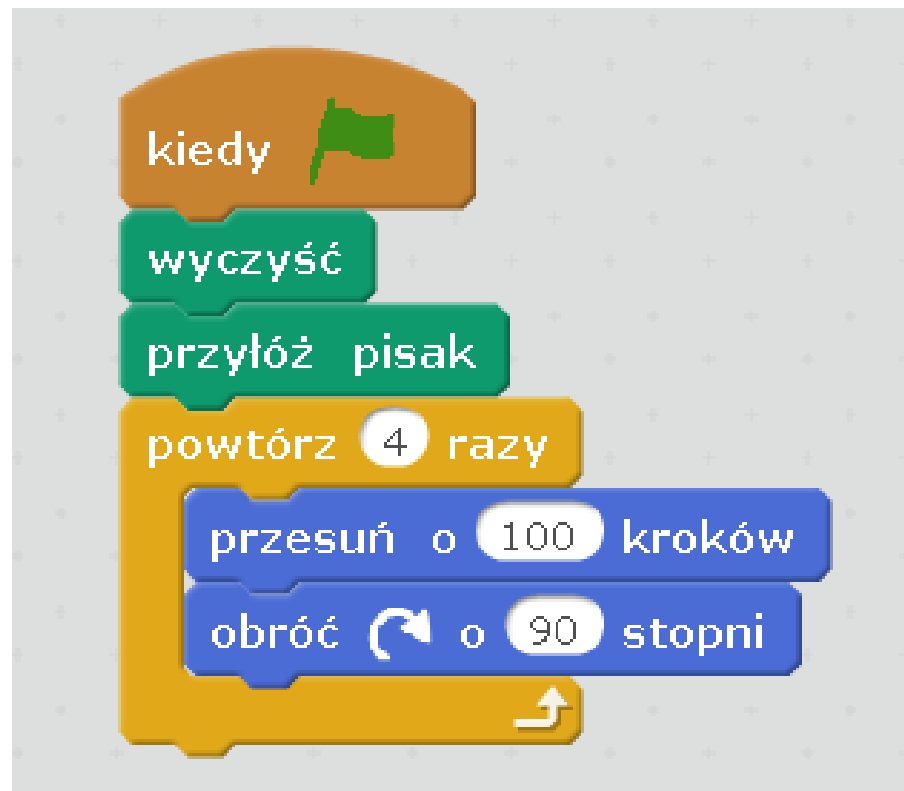 kiedy
wyczyść
przyłóż pisak
powtórz 4 razy
przesuń o 100 kroków
obróć o 90 stopni